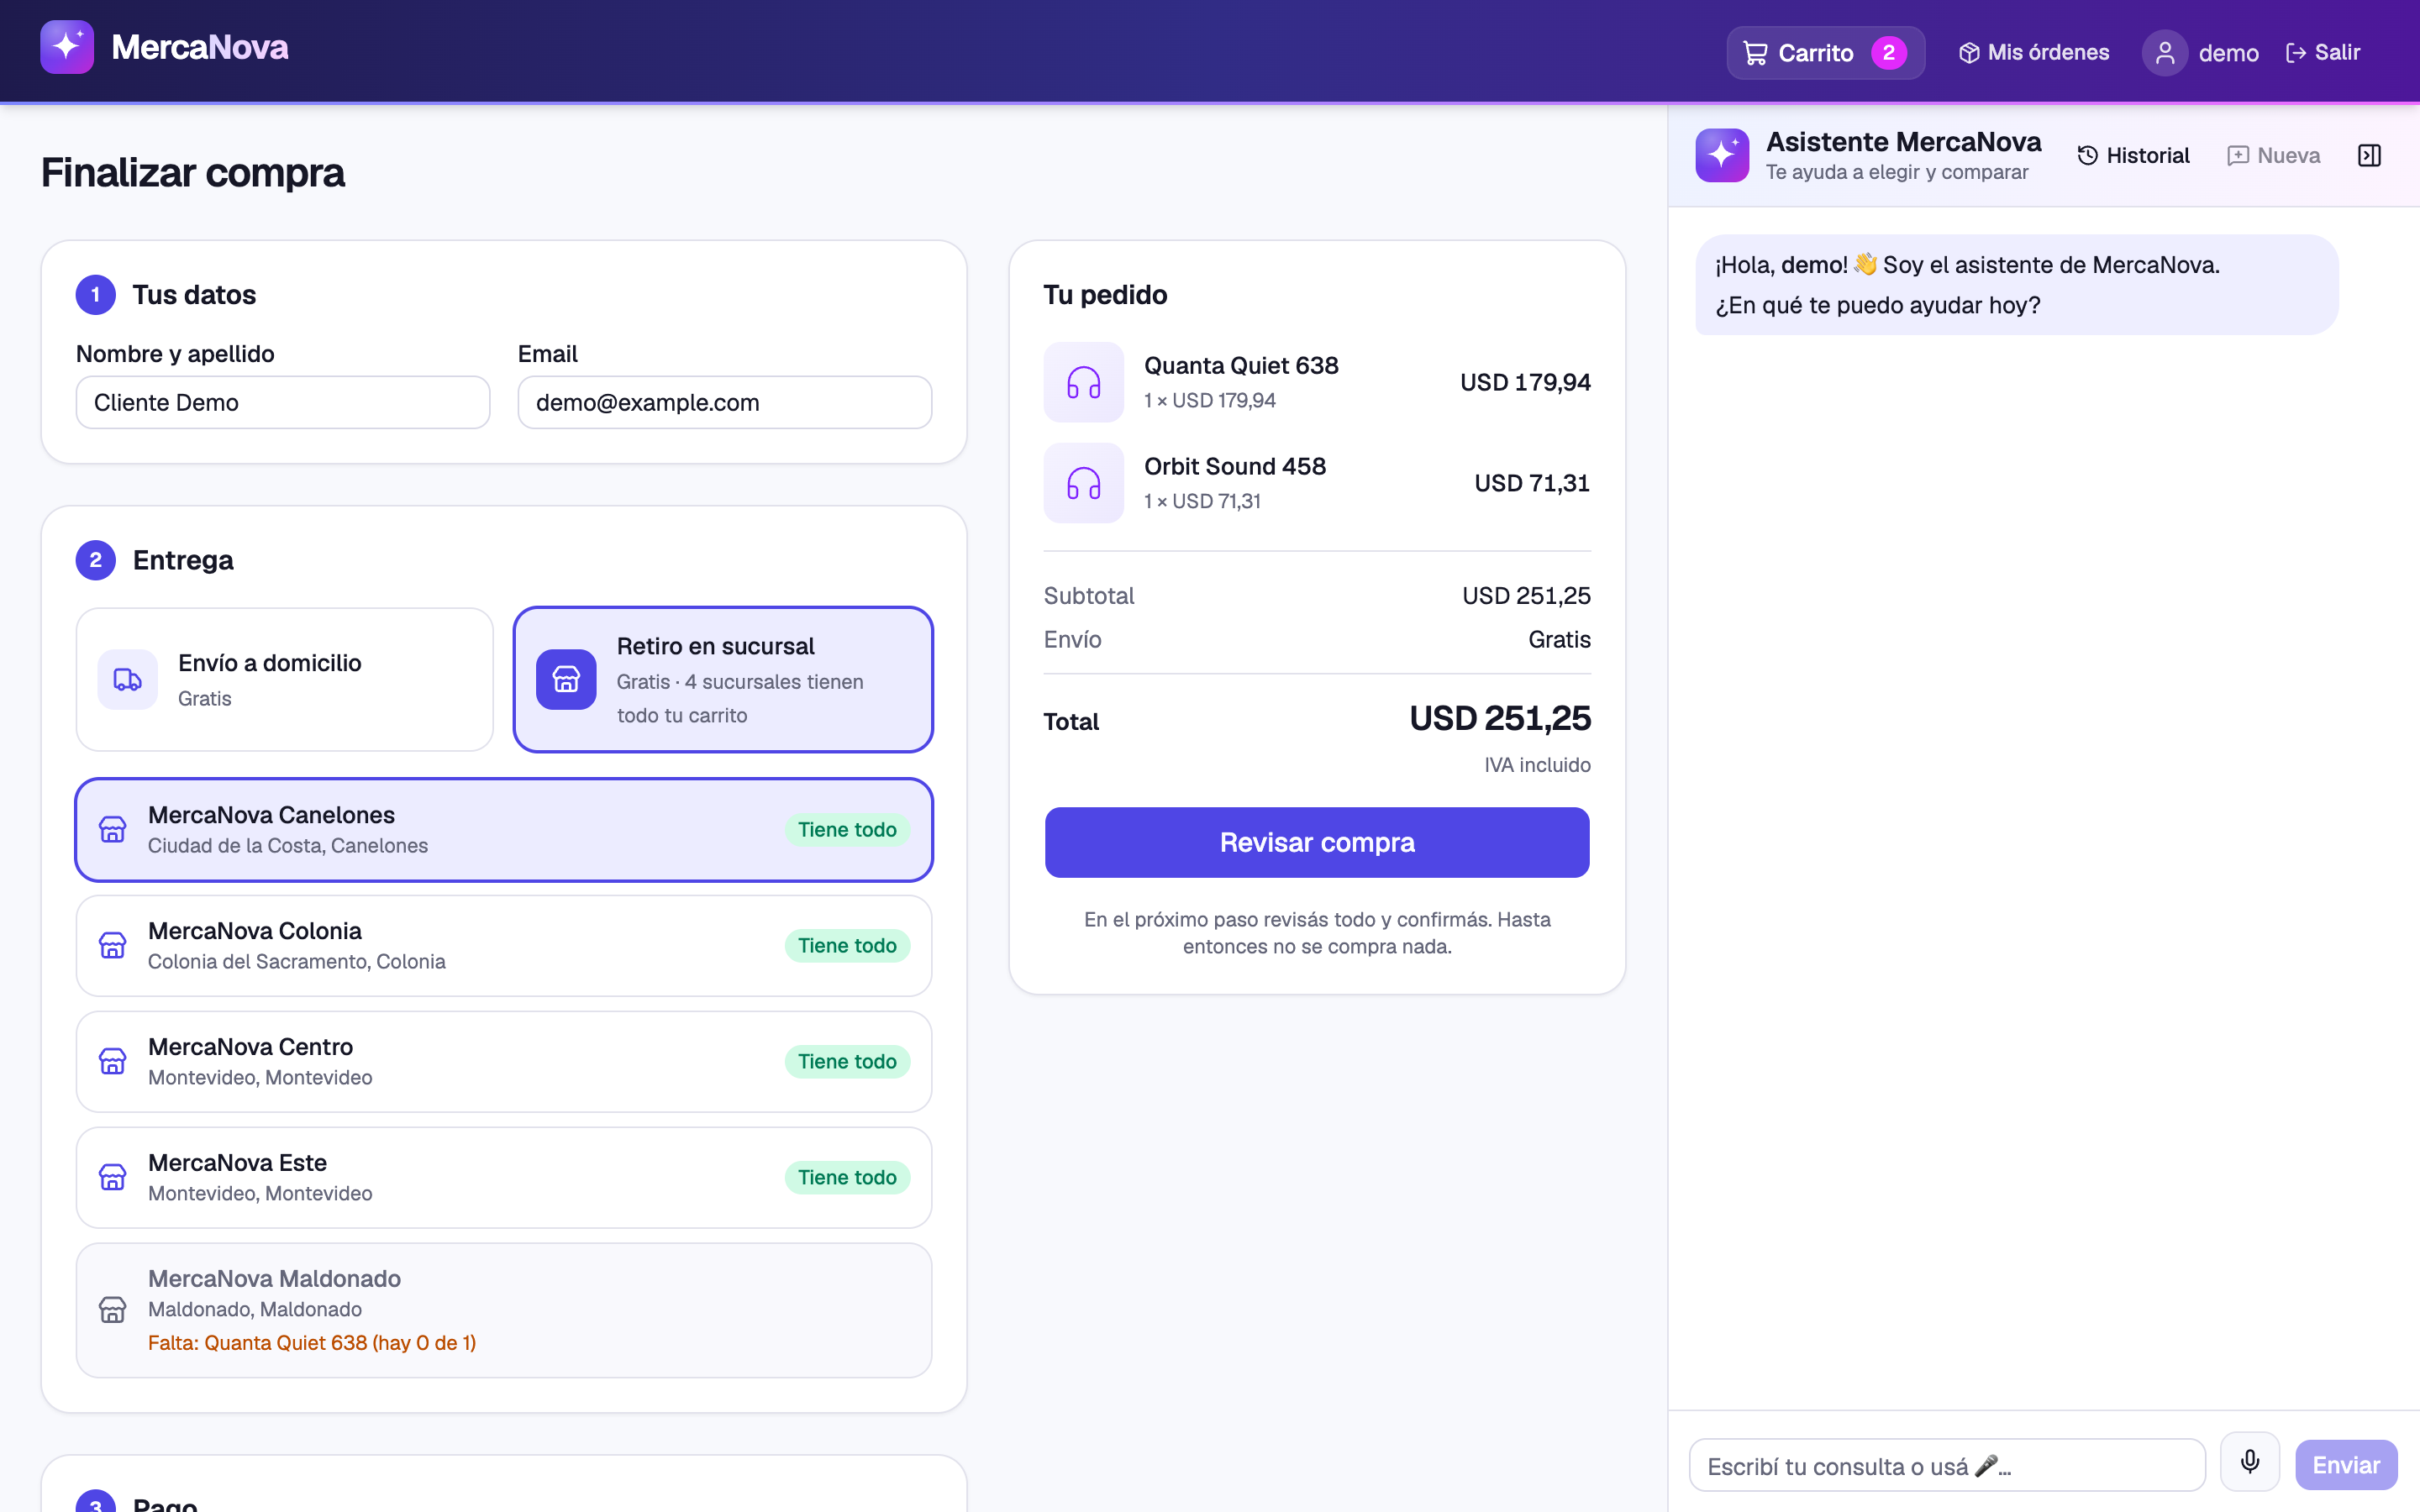 MercaNova
Carrito 2
Mis órdenes
demo
Salir
Finalizar compra
1 Tus datos
Nombre y apellido
Cliente Demo
Email
demo@example.com
2 Entrega
Envío a domicilio
Gratis
Retiro en sucursal
Gratis · 4 sucursales tienen
todo tu carrito
MercaNova Canelones
Ciudad de la Costa, Canelones
Tiene todo
MercaNova Colonia
Colonia del Sacramento, Colonia
Tiene todo
MercaNova Centro
Montevideo, Montevideo
Tiene todo
MercaNova Este
Montevideo, Montevideo
Tiene todo
MercaNova Maldonado
Maldonado, Maldonado
Falta: Quanta Quiet 638 (hay 0 de 1)
3 Pago
Tu pedido
Quanta Quiet 638
1 × USD 179,94
USD 179,94
Orbit Sound 458
1 × USD 71,31
USD 71,31
Subtotal USD 251,25
Envío Gratis
Total USD 251,25
IVA incluido
Revisar compra
En el próximo paso revisás todo y confirmás. Hasta
entonces no se compra nada.
Asistente MercaNova
Te ayuda a elegir y comparar
Historial
Nueva
¡Hola, demo! 👋 Soy el asistente de MercaNova.
¿En qué te puedo ayudar hoy?
Escribí tu consulta o usá 🎤...
Enviar